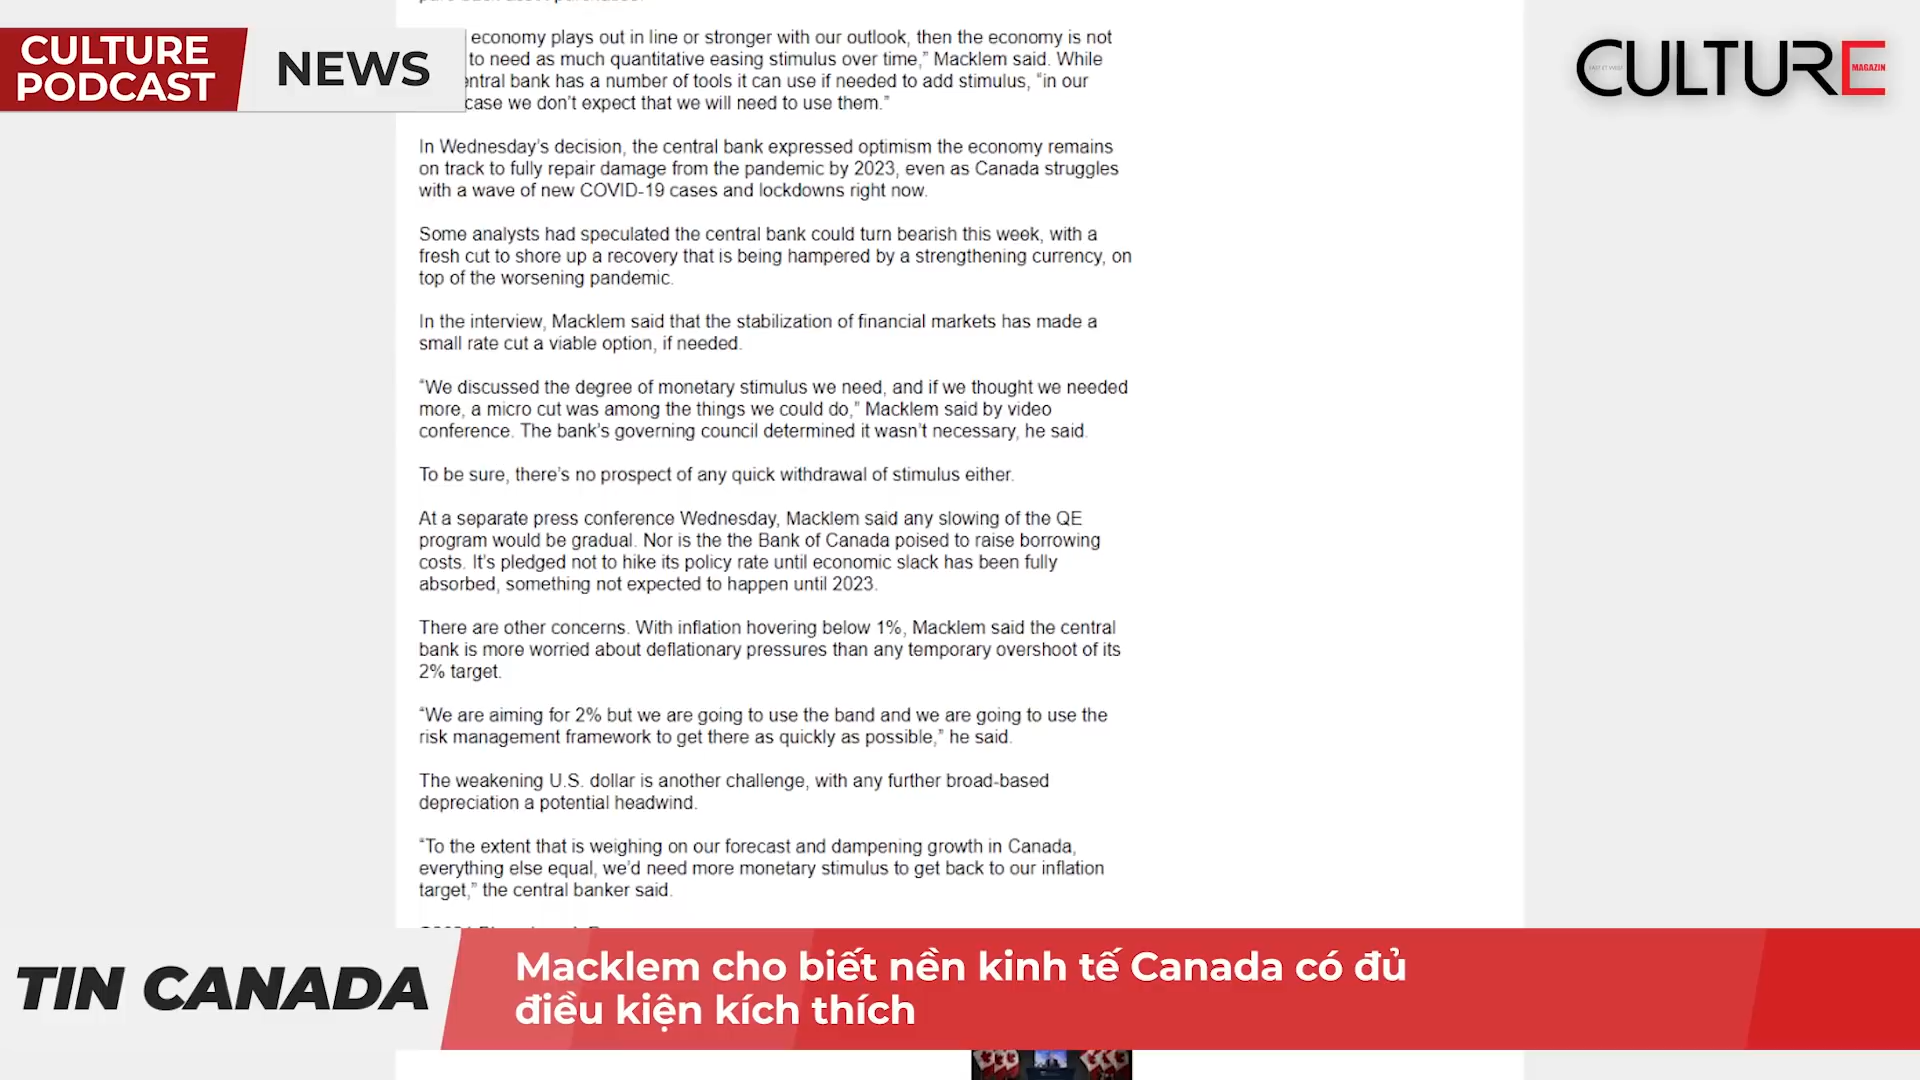 CULTURE
PODCAST
NEWS
CULTURE
MAGAZIN
economy plays out in line or stronger with our outlook, then the economy is not
to need as much quantitative easing stimulus over time,” Macklem said. While
entral bank has a number of tools it can use if needed to add stimulus, “in our
case we don’t expect that we will need to use them.”
In Wednesday’s decision, the central bank expressed optimism the economy remains
on track to fully repair damage from the pandemic by 2023, even as Canada struggles
with a wave of new COVID-19 cases and lockdowns right now.
Some analysts had speculated the central bank could turn bearish this week, with a
fresh cut to shore up a recovery that is being hampered by a strengthening currency, on
top of the worsening pandemic.
In the interview, Macklem said that the stabilization of financial markets has made a
small rate cut a viable option, if needed.
“We discussed the degree of monetary stimulus we need, and if we thought we needed
more, a micro cut was among the things we could do,” Macklem said by video
conference. The bank’s governing council determined it wasn’t necessary, he said.
To be sure, there’s no prospect of any quick withdrawal of stimulus either.
At a separate press conference Wednesday, Macklem said any slowing of the QE
program would be gradual. Nor is the the Bank of Canada poised to raise borrowing
costs. It’s pledged not to hike its policy rate until economic slack has been fully
absorbed, something not expected to happen until 2023.
There are other concerns. With inflation hovering below 1%, Macklem said the central
bank is more worried about deflationary pressures than any temporary overshoot of its
2% target.
“We are aiming for 2% but we are going to use the band and we are going to use the
risk management framework to get there as quickly as possible,” he said.
The weakening U.S. dollar is another challenge, with any further broad-based
depreciation a potential headwind.
“To the extent that is weighing on our forecast and dampening growth in Canada,
everything else equal, we’d need more monetary stimulus to get back to our inflation
target,” the central banker said.
TIN CANADA
Macklem cho biết nền kinh tế Canada có đủ
điều kiện kích thích